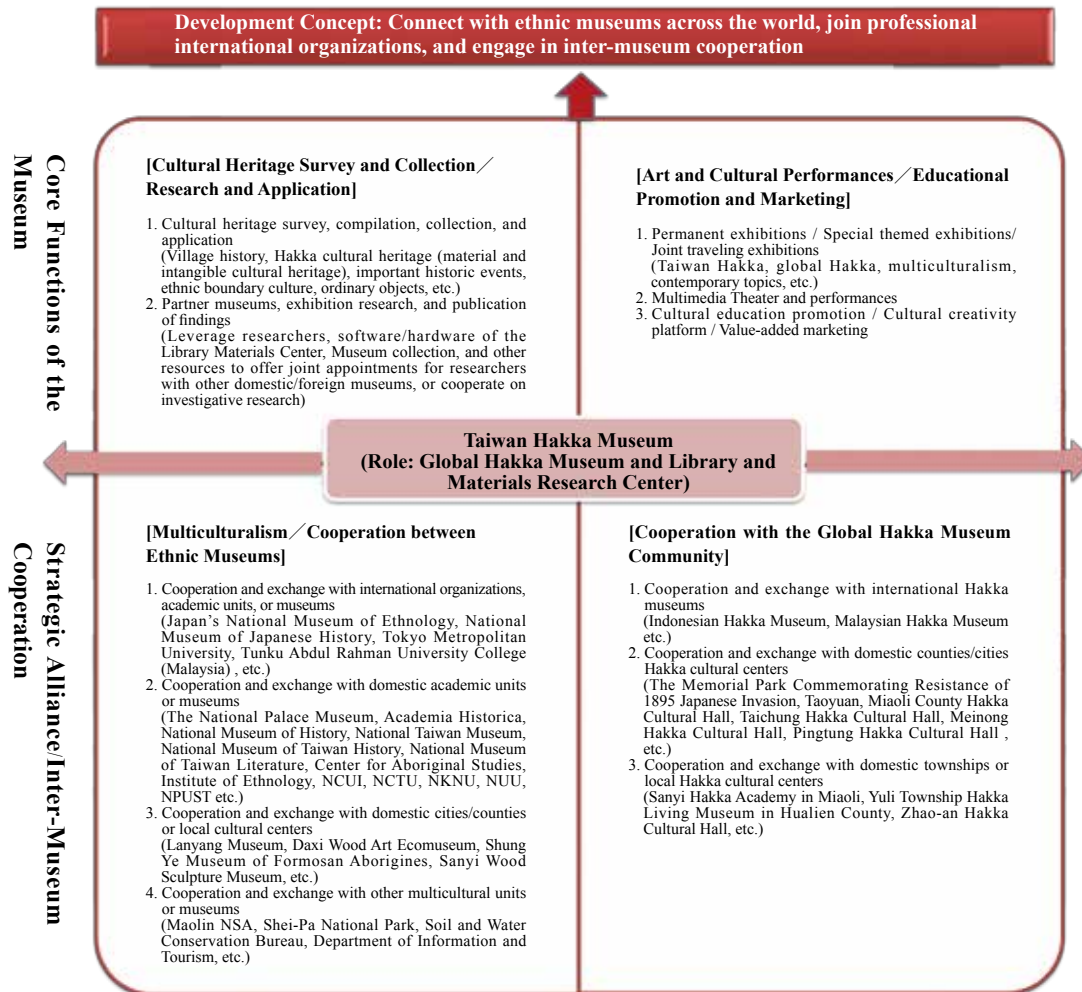 Development Concept: Connect with ethnic museums across the world, join professional
international organizations, and engage in inter-museum cooperation
Core Functions of the
Museum
[Cultural Heritage Survey and Collection／
Research and Application]
1. Cultural heritage survey, compilation, collection, and
application
(Village history, Hakka cultural heritage (material and
intangible cultural heritage), important historic events,
ethnic boundary culture, ordinary objects, etc.)
2. Partner museums, exhibition research, and publication
of findings
(Leverage researchers, software/hardware of the
Library Materials Center, Museum collection, and other
resources to offer joint appointments for researchers
with other domestic/foreign museums, or cooperate on
investigative research)
[Art and Cultural Performances／Educational
Promotion and Marketing]
1. Permanent exhibitions / Special themed exhibitions/
Joint traveling exhibitions
(Taiwan Hakka, global Hakka, multiculturalism,
contemporary topics, etc.)
2. Multimedia Theater and performances
3. Cultural education promotion / Cultural creativity
platform / Value-added marketing
Taiwan Hakka Museum
(Role: Global Hakka Museum and Library and
Materials Research Center)
Strategic Alliance/Inter-Museum
Cooperation
[Multiculturalism／Cooperation between
Ethnic Museums]
1. Cooperation and exchange with international organizations,
academic units, or museums
(Japan's National Museum of Ethnology, National
Museum of Japanese History, Tokyo Metropolitan
University, Tunku Abdul Rahman University College
(Malaysia) , etc.)
2. Cooperation and exchange with domestic academic units
or museums
(The National Palace Museum, Academia Historica,
National Museum of History, National Taiwan Museum,
National Museum of Taiwan History, National Museum
of Taiwan Literature, Center for Aboriginal Studies,
Institute of Ethnology, NCUI, NCTU, NKNU, NUU,
NPUST etc.)
3. Cooperation and exchange with domestic cities/counties
or local cultural centers
(Lanyang Museum, Daxi Wood Art Ecomuseum, Shung
Ye Museum of Formosan Aborigines, Sanyi Wood
Sculpture Museum, etc.)
4. Cooperation and exchange with other multicultural units
or museums
(Maolin NSA, Shei-Pa National Park, Soil and Water
Conservation Bureau, Department of Information and
Tourism, etc.)
[Cooperation with the Global Hakka Museum
Community]
1. Cooperation and exchange with international Hakka
museums
(Indonesian Hakka Museum, Malaysian Hakka Museum
etc.)
2. Cooperation and exchange with domestic counties/cities
Hakka cultural centers
(The Memorial Park Commemorating Resistance of
1895 Japanese Invasion, Taoyuan, Miaoli County Hakka
Cultural Hall, Taichung Hakka Cultural Hall, Meinong
Hakka Cultural Hall, Pingtung Hakka Cultural Hall ,
etc.)
3. Cooperation and exchange with domestic townships or
local Hakka cultural centers
(Sanyi Hakka Academy in Miaoli, Yuli Township Hakka
Living Museum in Hualien County, Zhao-an Hakka
Cultural Hall, etc.)